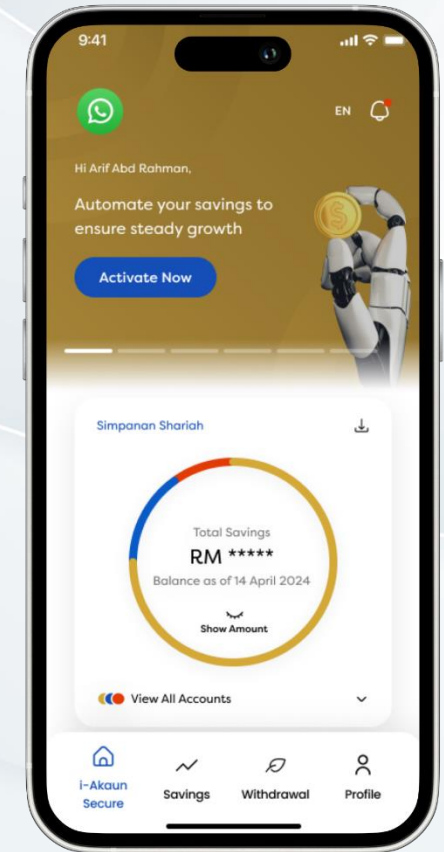 9:41
EN
Hi Arif Abd Rahman,
Automate your savings to
ensure steady growth
Activate Now
Simpanan Shariah
Total Savings
RM *****
Balance as of 14 April 2024
Show Amount
View All Accounts
i-Akaun
Secure
Savings
Withdrawal
Profile